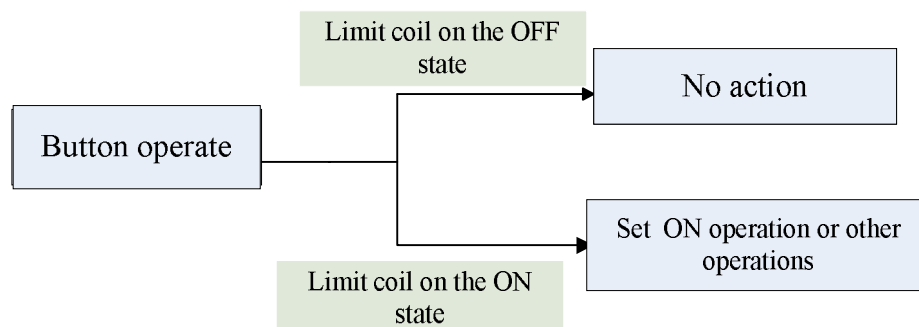 Limit coil on the OFF
state
No action
Button operate
Set ON operation or other
operations
Limit coil on the ON
state